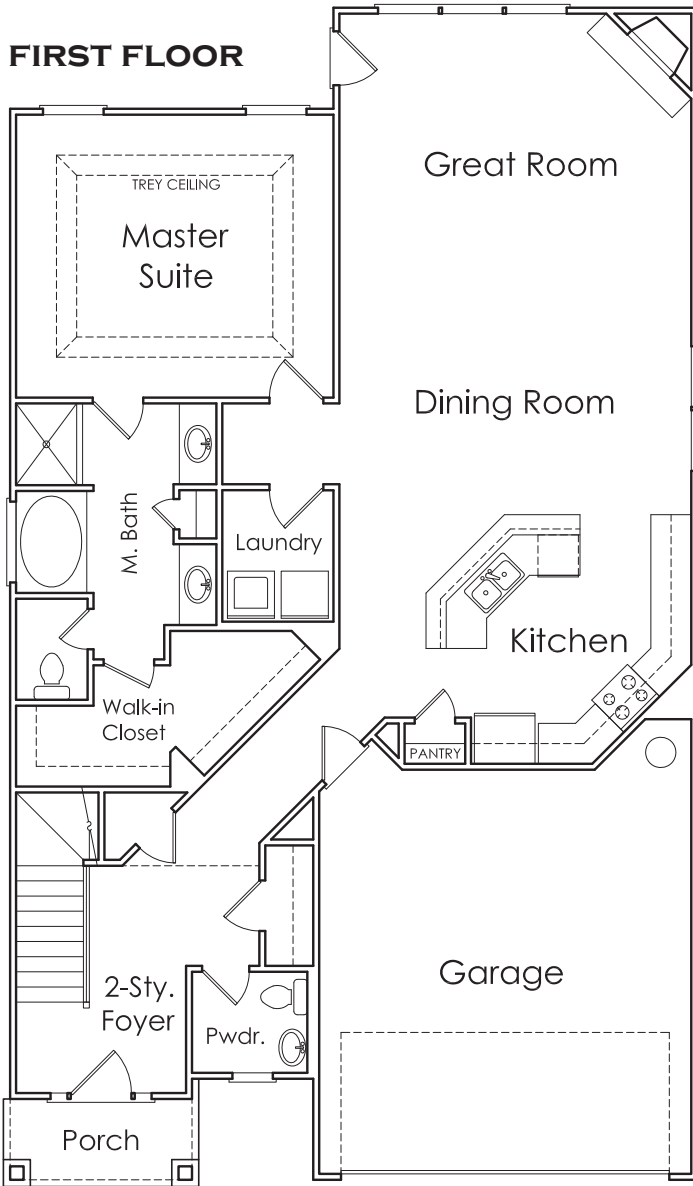 FIRST FLOOR
Great Room
TREY CEILING
Master
Suite
Dining Room
M. Bath
Laundry
Kitchen
Walk-in
Closet
PANTRY
Garage
2-Sty.
Foyer
Pwdr.
Porch